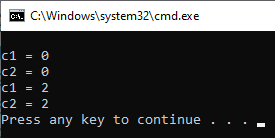 C:\Windows\system32\cmd.exe
c1 = 0
c2 = 0
c1 = 2
c2 = 2
Press any key to continue . . .